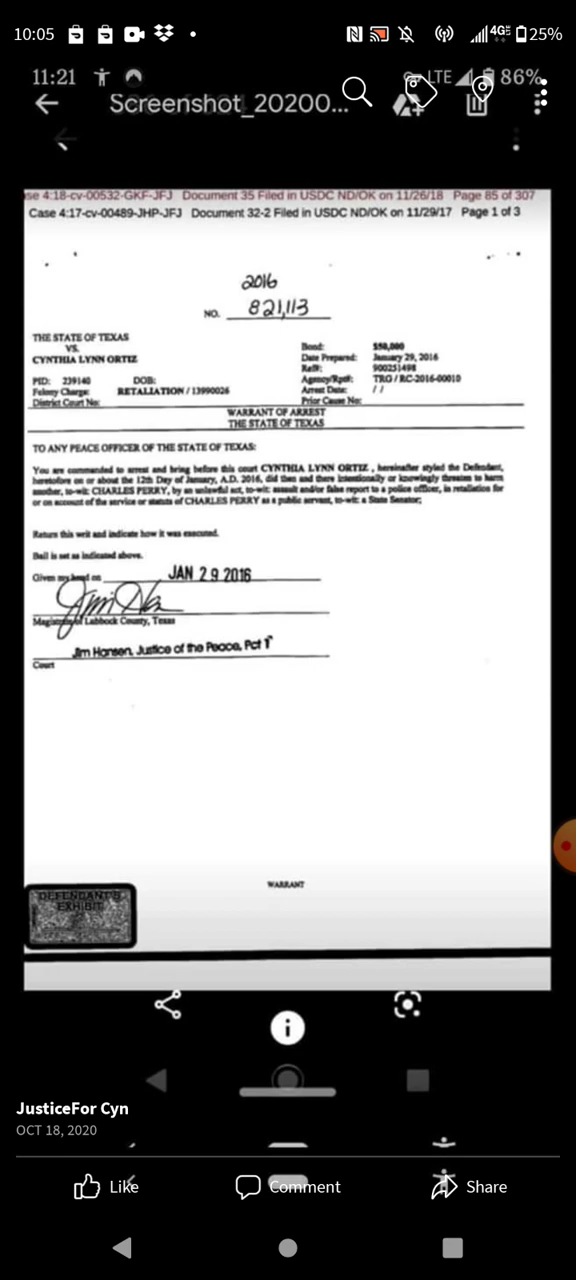 10:05
4G
25%
11:21
LTE
86%
Screenshot_20200...
se 4:18-cv-00532-GKF-JFJ Document 35 Filed in USDC ND/OK on 11/26/18 Page 85 of 307
Case 4:17-cv-00489-JHP-JFJ Document 32-2 Filed in USDC ND/OK on 11/29/17 Page 1 of 3
2016
NO. 821,113
THE STATE OF TEXAS
VS.
CYNTHIA LYNN ORTIZ
Bond: $50,000
Date Prepared: January 29, 2016
Ref#: 900251498
PID: 239140 DOB: Agency/Rpt#: TRG / RC-2016-00010
Felony Charge: RETALIATION / 13990026 Arrest Date: / /
District Court No: Prior Cause No:
WARRANT OF ARREST
THE STATE OF TEXAS
TO ANY PEACE OFFICER OF THE STATE OF TEXAS:
You are commanded to arrest and bring before this court CYNTHIA LYNN ORTIZ , hereinafter styled the Defendant,
heretofore on or about the 12th Day of January, A.D. 2016, did then and there intentionally or knowingly threaten to harm
another, to-wit: CHARLES PERRY, by an unlawful act, to-wit: assault and/or false report to a police officer, in retaliation for
or on account of the service or status of CHARLES PERRY as a public servant, to-wit: a State Senator;
Return this writ and indicate how it was executed.
Bail is set as indicated above.
Given my hand on JAN 29 2016
Magistrate of Lubbock County, Texas
Jim Hansen, Justice of the Peace, Pct 1
Court
WARRANT
DEFENDANT'S
EXHIBIT
JusticeFor Cyn
OCT 18, 2020
Like
Comment
Share